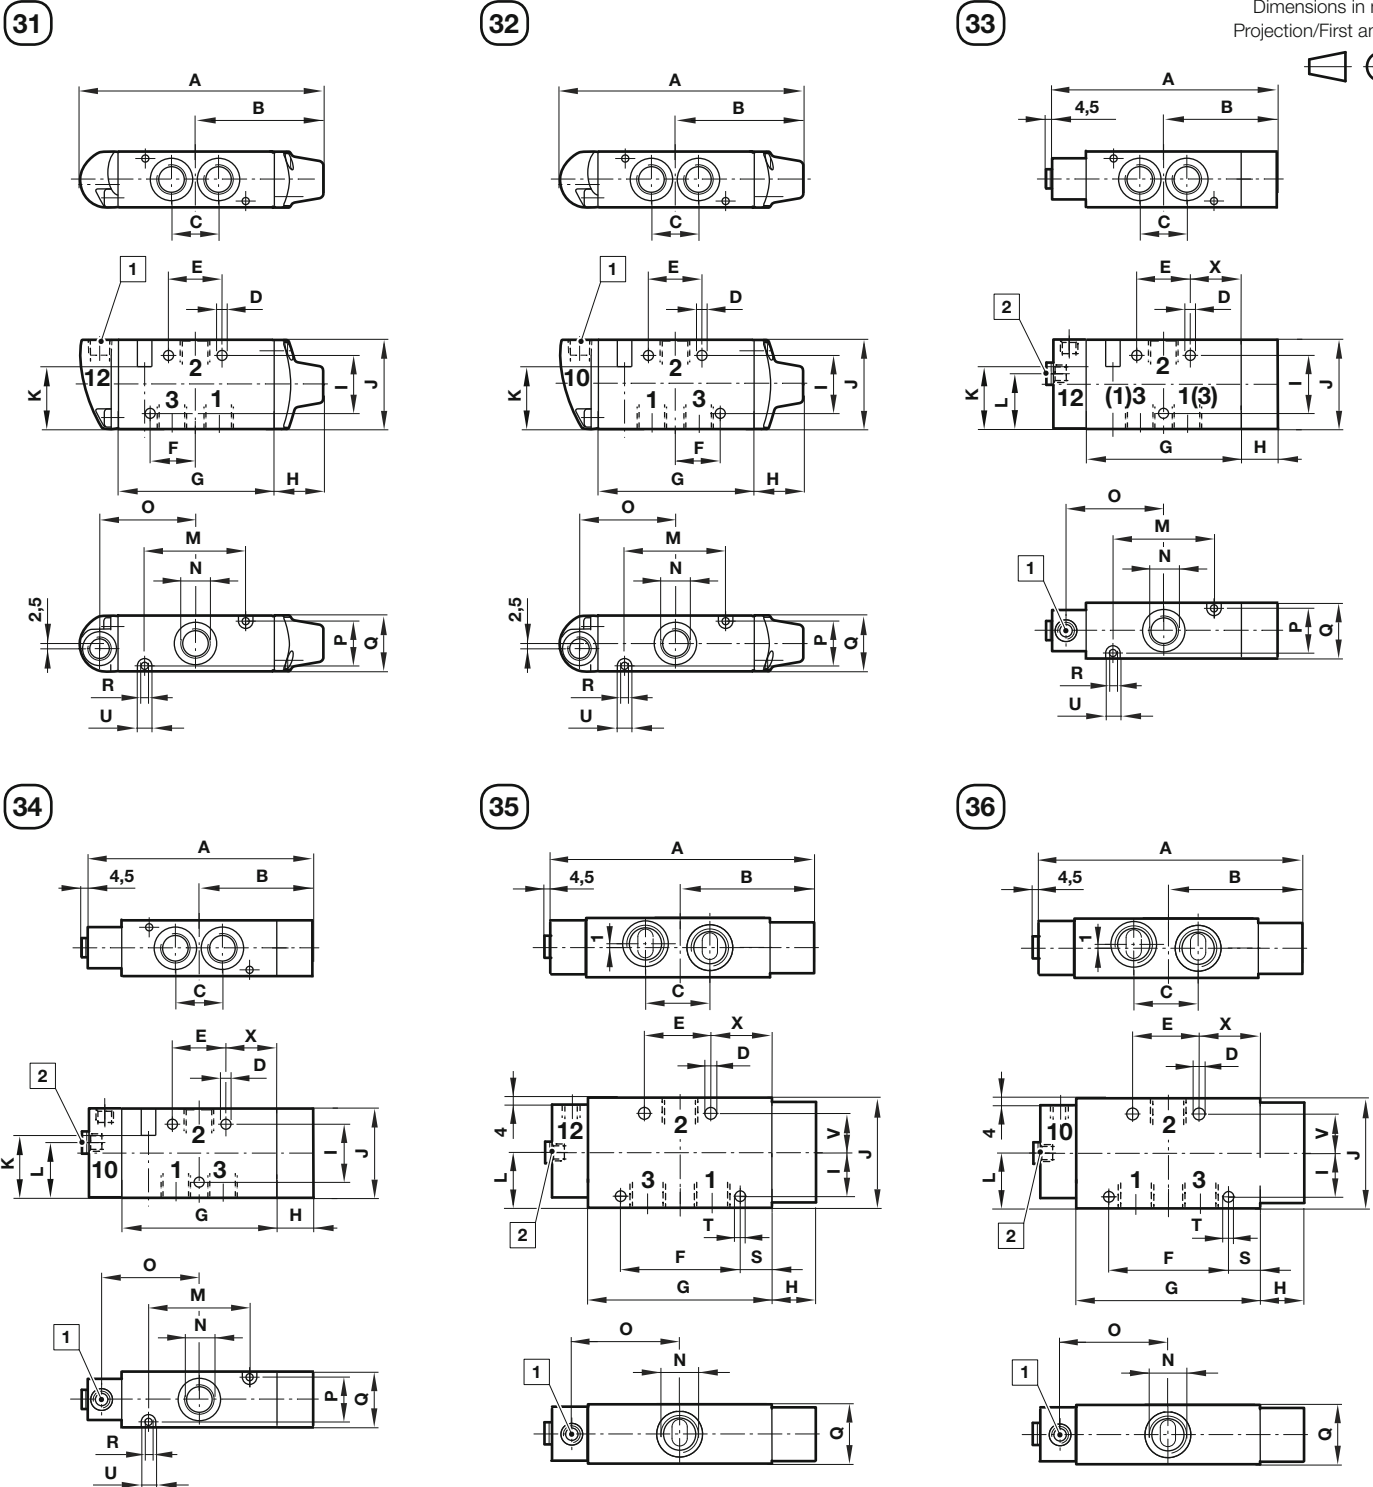 31
32
33
Dimensions in
Projection/First
A
B
C
1
E
D
12
2
3
1
K
I
J
F
G
H
O
M
N
2,5
P
Q
R
U
A
B
C
1
E
D
10
2
1
3
K
I
J
F
G
H
O
M
N
2,5
P
Q
R
U
A
4,5
B
C
E
X
D
2
2
12
(1)3
1(3)
K
L
I
J
G
H
O
M
N
1
P
Q
R
U
34
35
36
A
4,5
B
C
E
X
D
2
2
10
1
3
K
L
I
J
G
H
O
M
N
1
P
Q
R
U
A
4,5
B
1
C
E
X
D
4
12
2
V
J
L
I
3
1
T
2
F
S
G
H
O
N
1
Q
A
4,5
B
1
C
E
X
D
4
10
2
V
J
L
I
1
3
T
2
F
S
G
H
O
N
1
Q